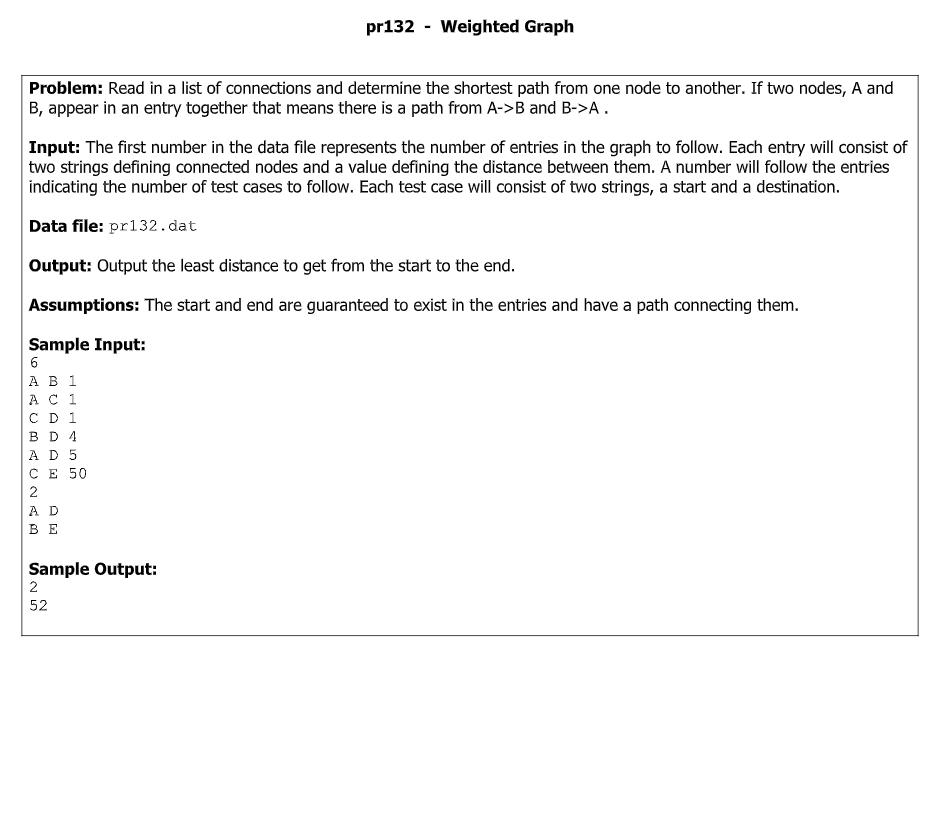 pr132 - Weighted Graph
Problem: Read in a list of connections and determine the shortest path from one node to another. If two nodes, A and
B, appear in an entry together that means there is a path from A->B and B->A .
Input: The first number in the data file represents the number of entries in the graph to follow. Each entry will consist of
two strings defining connected nodes and a value defining the distance between them. A number will follow the entries
indicating the number of test cases to follow. Each test case will consist of two strings, a start and a destination.
Data file: pr132.dat
Output: Output the least distance to get from the start to the end.
Assumptions: The start and end are guaranteed to exist in the entries and have a path connecting them.
Sample Input:
6
A B 1
A C 1
C D 1
B D 4
A D 5
C E 50
2
A D
B E
Sample Output:
2
52